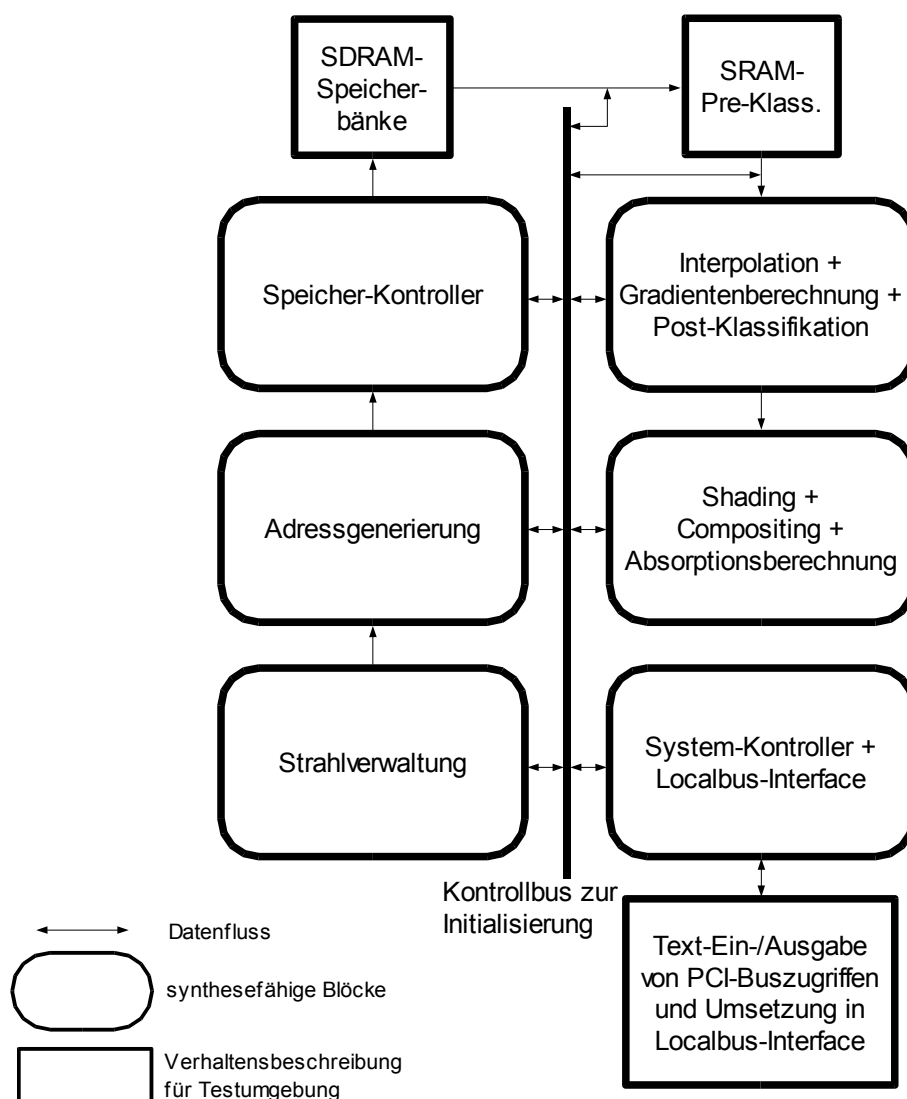 SDRAM-
Speicher-
bänke
SRAM-
Pre-Klass.
Speicher-Kontroller
Interpolation +
Gradientenberechnung +
Post-Klassifikation
Adressgenerierung
Shading +
Compositing +
Absorptionsberechnung
Strahlverwaltung
System-Kontroller +
Localbus-Interface
Kontrollbus zur
Initialisierung
Text-Ein-/Ausgabe
von PCI-Buszugriffen
und Umsetzung in
Localbus-Interface
Datenfluss
synthesefähige Blöcke
Verhaltensbeschreibung
für Testumgebung